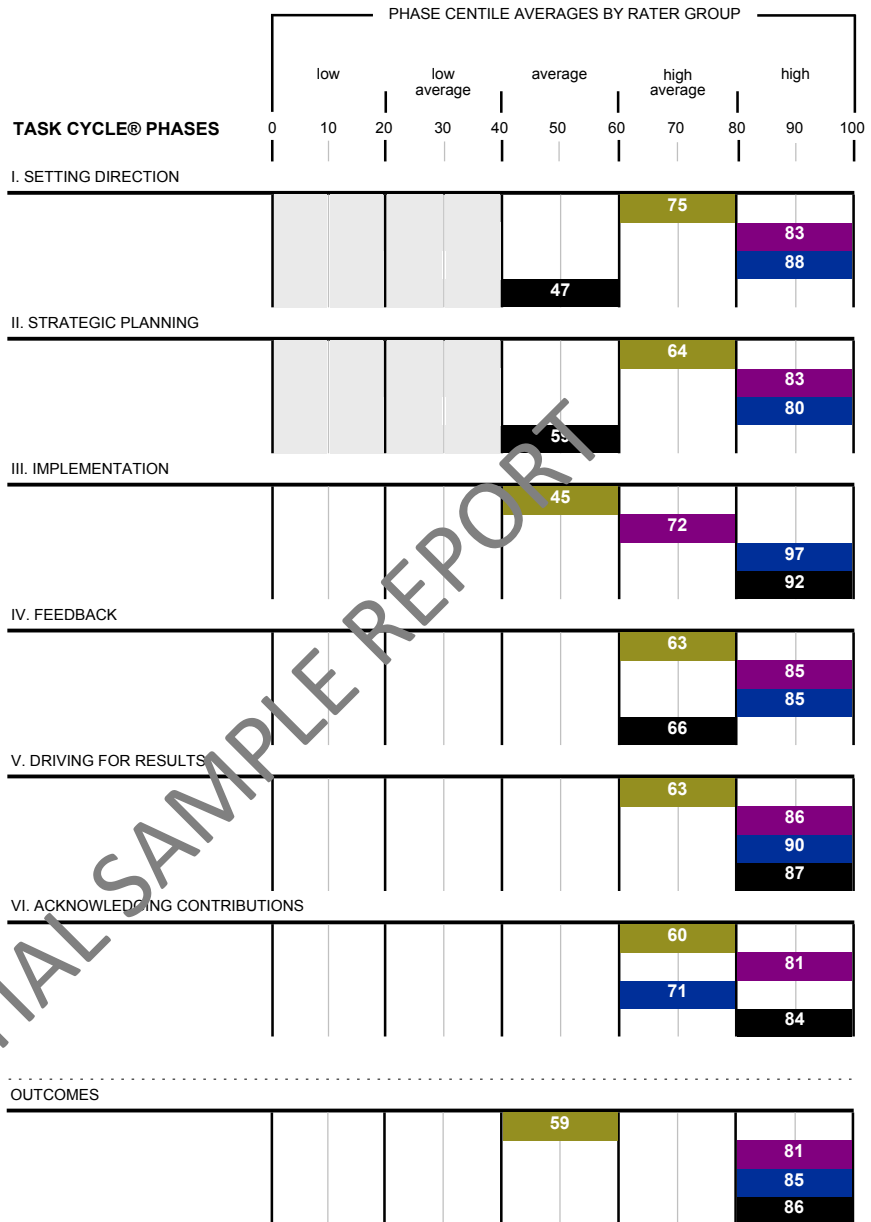 PHASE CENTILE AVERAGES BY RATER GROUP
low low average high high
average average
TASK CYCLE® PHASES 0 10 20 30 40 50 60 70 80 90 100
I. SETTING DIRECTION
75
83
88
47
II. STRATEGIC PLANNING
64
83
80
59
III. IMPLEMENTATION
45
72
97
92
IV. FEEDBACK
63
85
85
66
V. DRIVING FOR RESULTS
63
86
90
87
VI. ACKNOWLEDGING CONTRIBUTIONS
60
81
71
84
OUTCOMES
59
81
85
86
SAMPLE REPORT